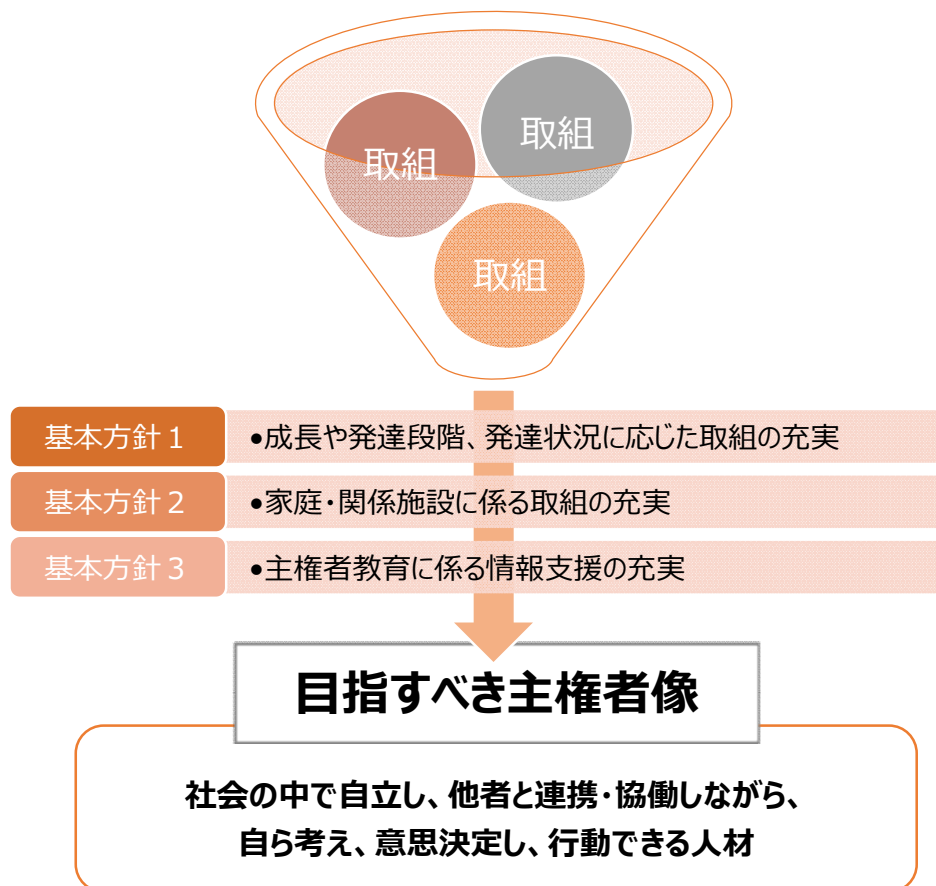 取組
取組
取組
基本方針１
•成長や発達段階、発達状況に応じた取組の充実
基本方針２
•家庭・関係施設に係る取組の充実
基本方針３
•主権者教育に係る情報支援の充実
目指すべき主権者像
社会の中で自立し、他者と連携・協働しながら、
自ら考え、意思決定し、行動できる人材